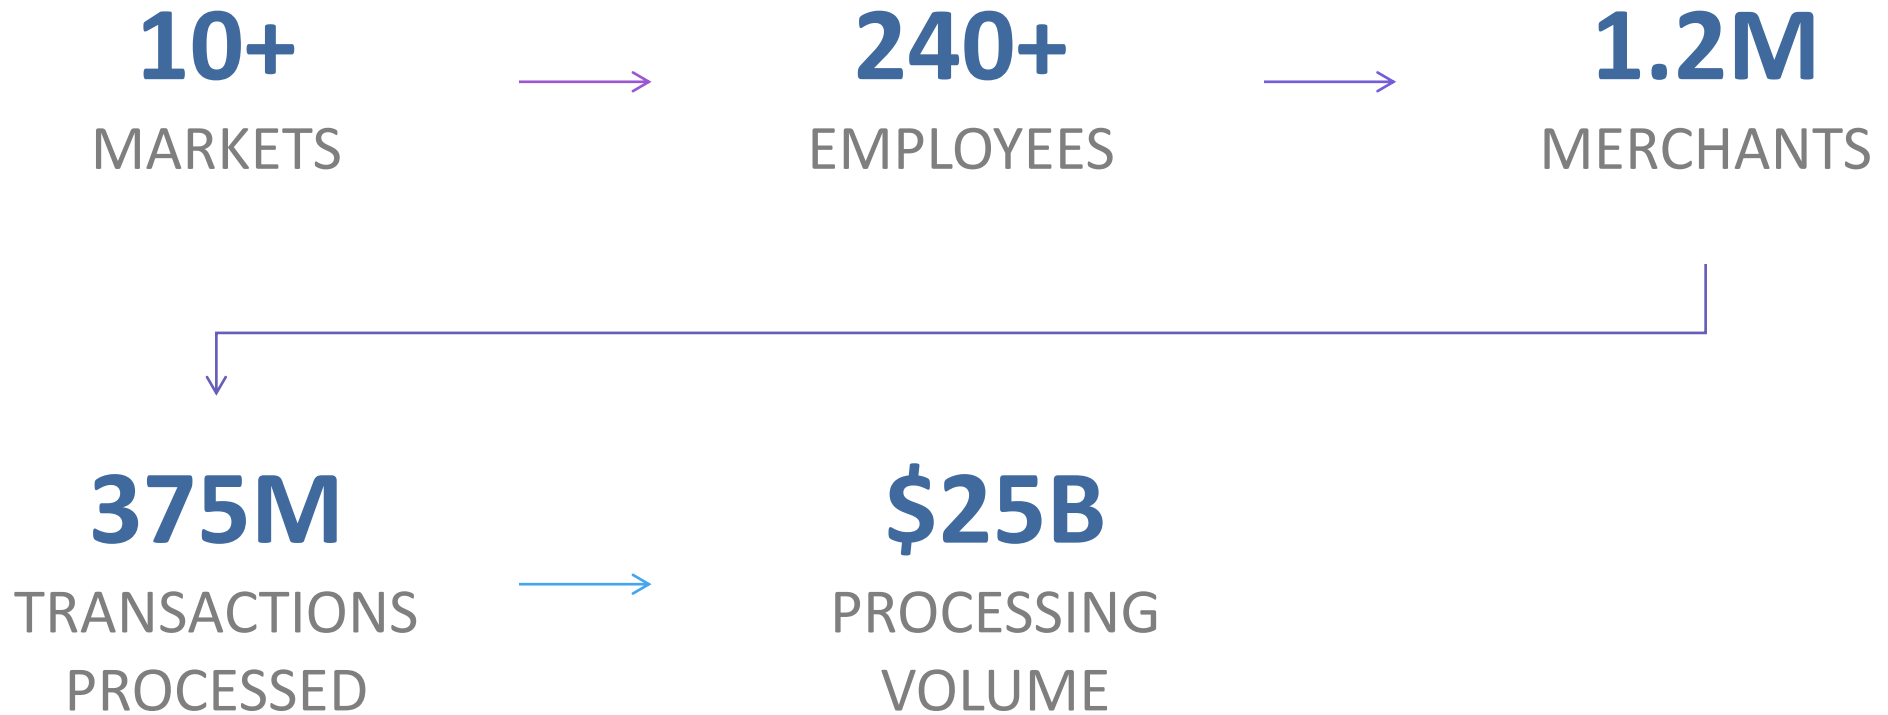 10+
MARKETS
240+
EMPLOYEES
1.2M
MERCHANTS
375M
TRANSACTIONS
PROCESSED
$25B
PROCESSING
VOLUME